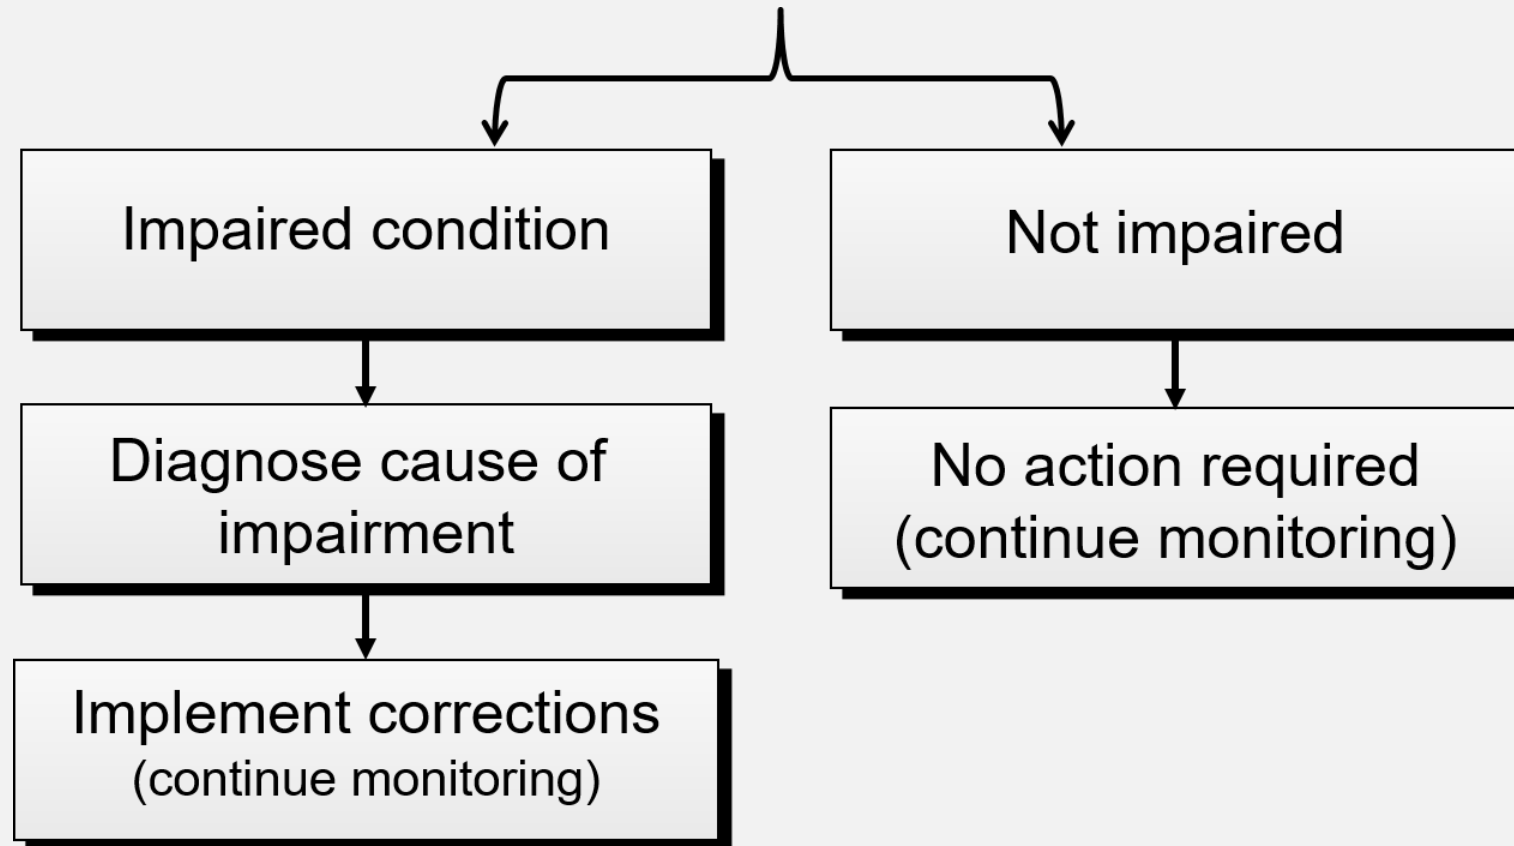 Impaired condition
Not impaired
Diagnose cause of
impairment
No action required
(continue monitoring)
Implement corrections
(continue monitoring)